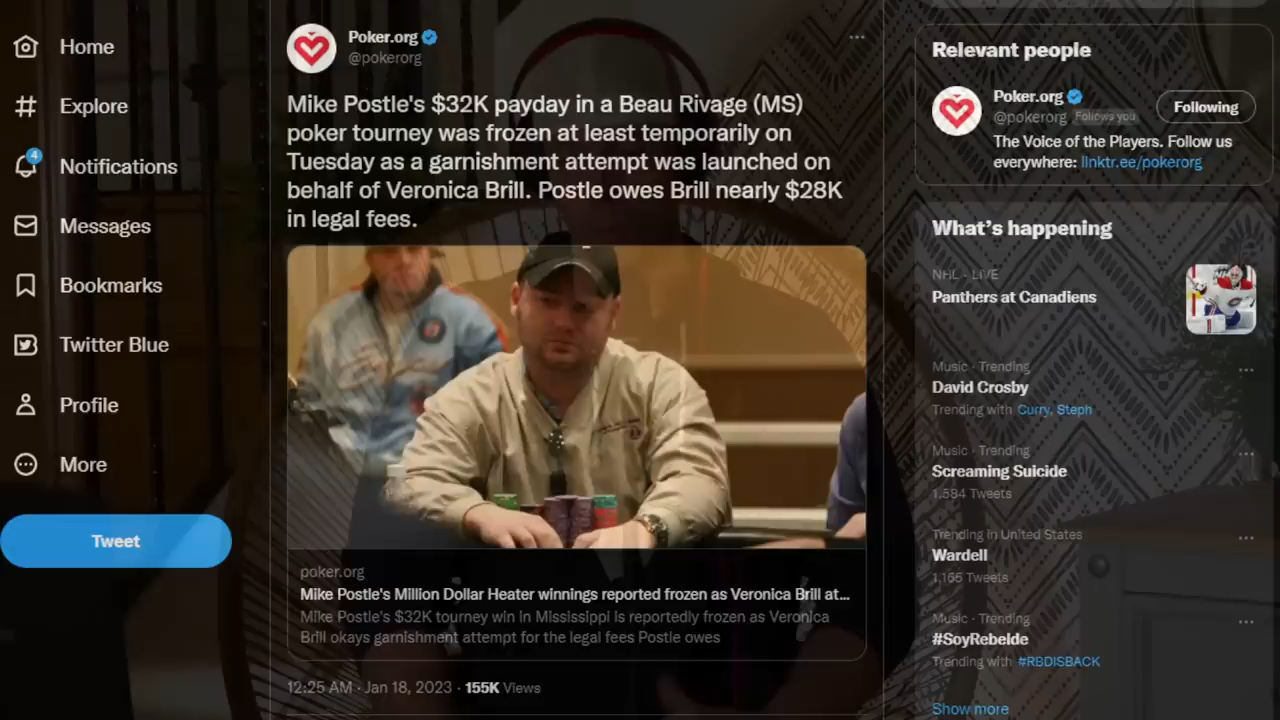 Home
Explore
4
Notifications
Messages
Bookmarks
Twitter Blue
Profile
More
Tweet
Poker.org
@pokerorg
Mike Postle's $32K payday in a Beau Rivage (MS)
poker tourney was frozen at least temporarily on
Tuesday as a garnishment attempt was launched on
behalf of Veronica Brill. Postle owes Brill nearly $28K
in legal fees.
poker.org
Mike Postle's Million Dollar Heater winnings reported frozen as Veronica Brill at...
Mike Postle's $32K tourney win in Mississippi is reportedly frozen as Veronica
Brill okays garnishment attempt for the legal fees Postle owes
12:25 AM · Jan 18, 2023 · 155K Views
Relevant people
Poker.org
@pokerorg Follows you
Following
The Voice of the Players. Follow us
everywhere: linktr.ee/pokerorg
What's happening
NHL · LIVE
Panthers at Canadiens
Music · Trending
David Crosby
Trending with Curry, Steph
Music · Trending
Screaming Suicide
1,584 Tweets
Trending in United States
Wardell
1,165 Tweets
Music · Trending
#SoyRebelde
Trending with #RBDISBACK
Show more